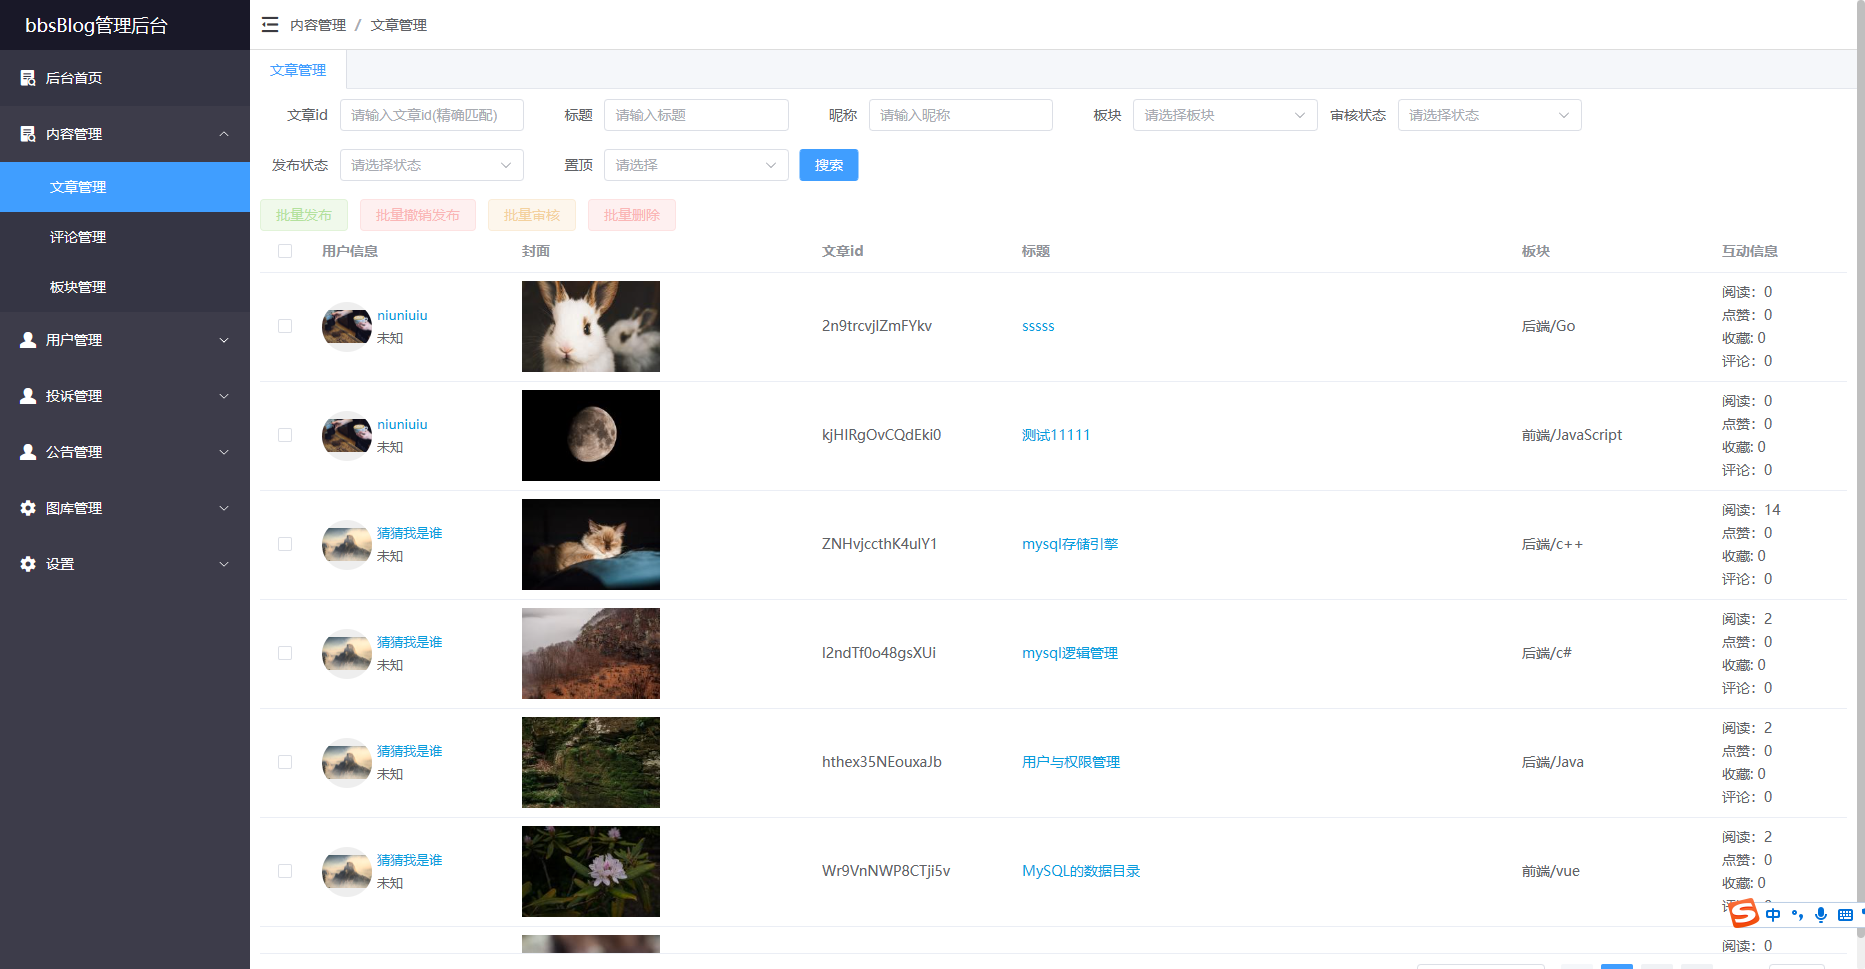 bbsBlog管理后台
内容管理 / 文章管理
文章管理
后台首页
内容管理
文章管理
评论管理
板块管理
用户管理
投诉管理
公告管理
图库管理
设置
文章id 请输入文章id(精确匹配) 标题 请输入标题 昵称 请输入昵称 板块 请选择板块 审核状态 请选择状态
发布状态 请选择状态 置顶 请选择 搜索
批量发布 批量撤销发布 批量审核 批量删除
用户信息 封面 文章id 标题 板块 互动信息
niuniuiu
未知
2n9trcvjIZmFYkv
sssss
后端/Go
阅读：0
点赞：0
收藏: 0
评论：0
niuniuiu
未知
kjHIRgOvCQdEki0
测试11111
前端/JavaScript
阅读：0
点赞：0
收藏: 0
评论：0
猜猜我是谁
未知
ZNHvjccthK4ulY1
mysql存储引擎
后端/c++
阅读：14
点赞：0
收藏: 0
评论：0
猜猜我是谁
未知
l2ndTf0o48gsXUi
mysql逻辑管理
后端/c#
阅读：2
点赞：0
收藏: 0
评论：0
猜猜我是谁
未知
hthex35NEouxaJb
用户与权限管理
后端/Java
阅读：2
点赞：0
收藏: 0
评论：0
猜猜我是谁
未知
Wr9VnNWP8CTji5v
MySQL的数据目录
前端/vue
阅读：2
点赞：0
收藏: 0
中
阅读：0